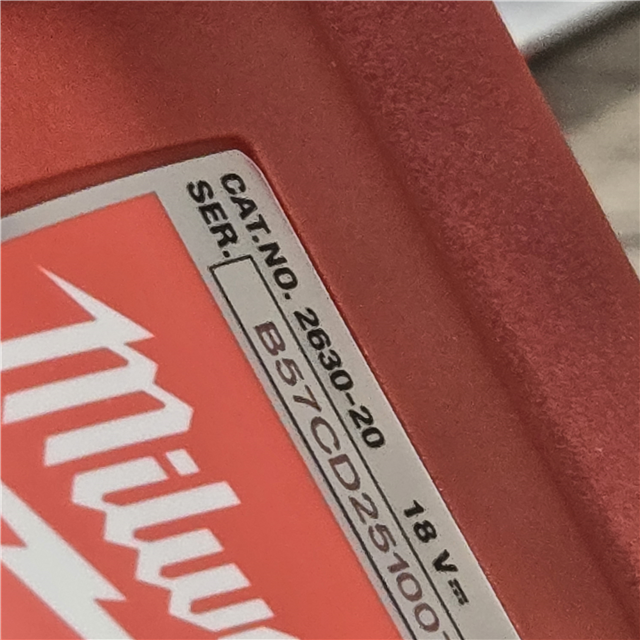 CAT.NO. 2630-20 18 V⎓
SER. B57CD25100
Milw